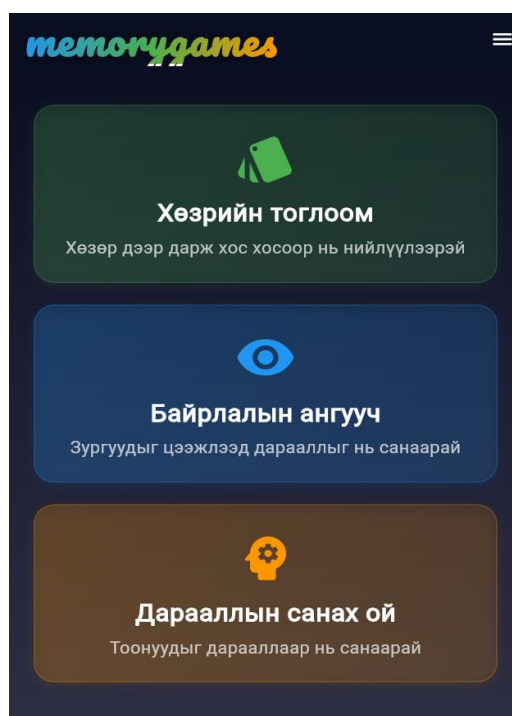 memorygames
Хөзрийн тоглоом
Хөзөр дээр дарж хос хосоор нь нийлүүлээрэй
Байрлалын ангууч
Зургуудыг цээжлээд дарааллыг нь санаарай
Дарааллын санах ой
Тоонуудыг дарааллаар нь санаарай